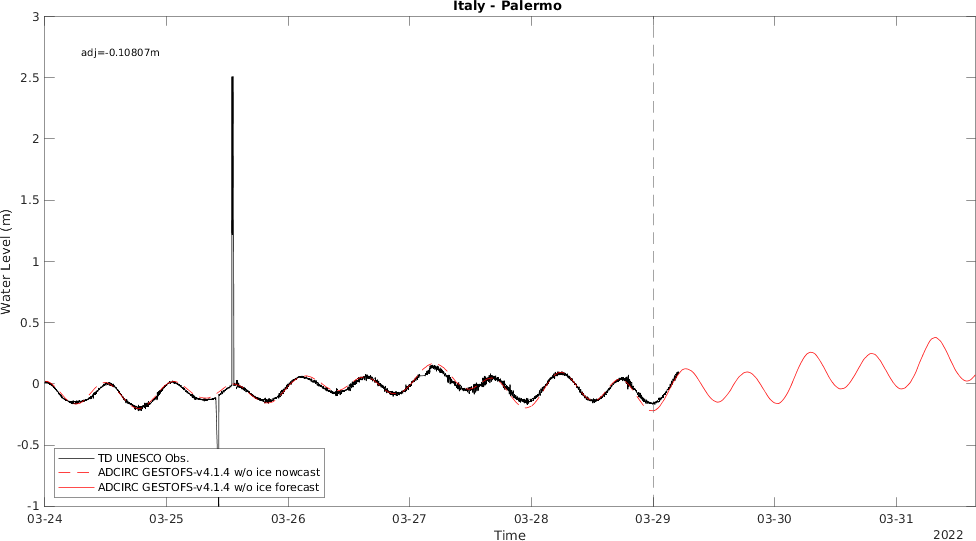 Italy - Palermo
adj=-0.10807m
3
2.5
2
1.5
1
0.5
0
-0.5
-1
Water Level (m)
TD UNESCO Obs.
ADCIRC GESTOFS-v4.1.4 w/o ice nowcast
ADCIRC GESTOFS-v4.1.4 w/o ice forecast
03-24 03-25 03-26 03-27 03-28 03-29 03-30 03-31
Time
2022